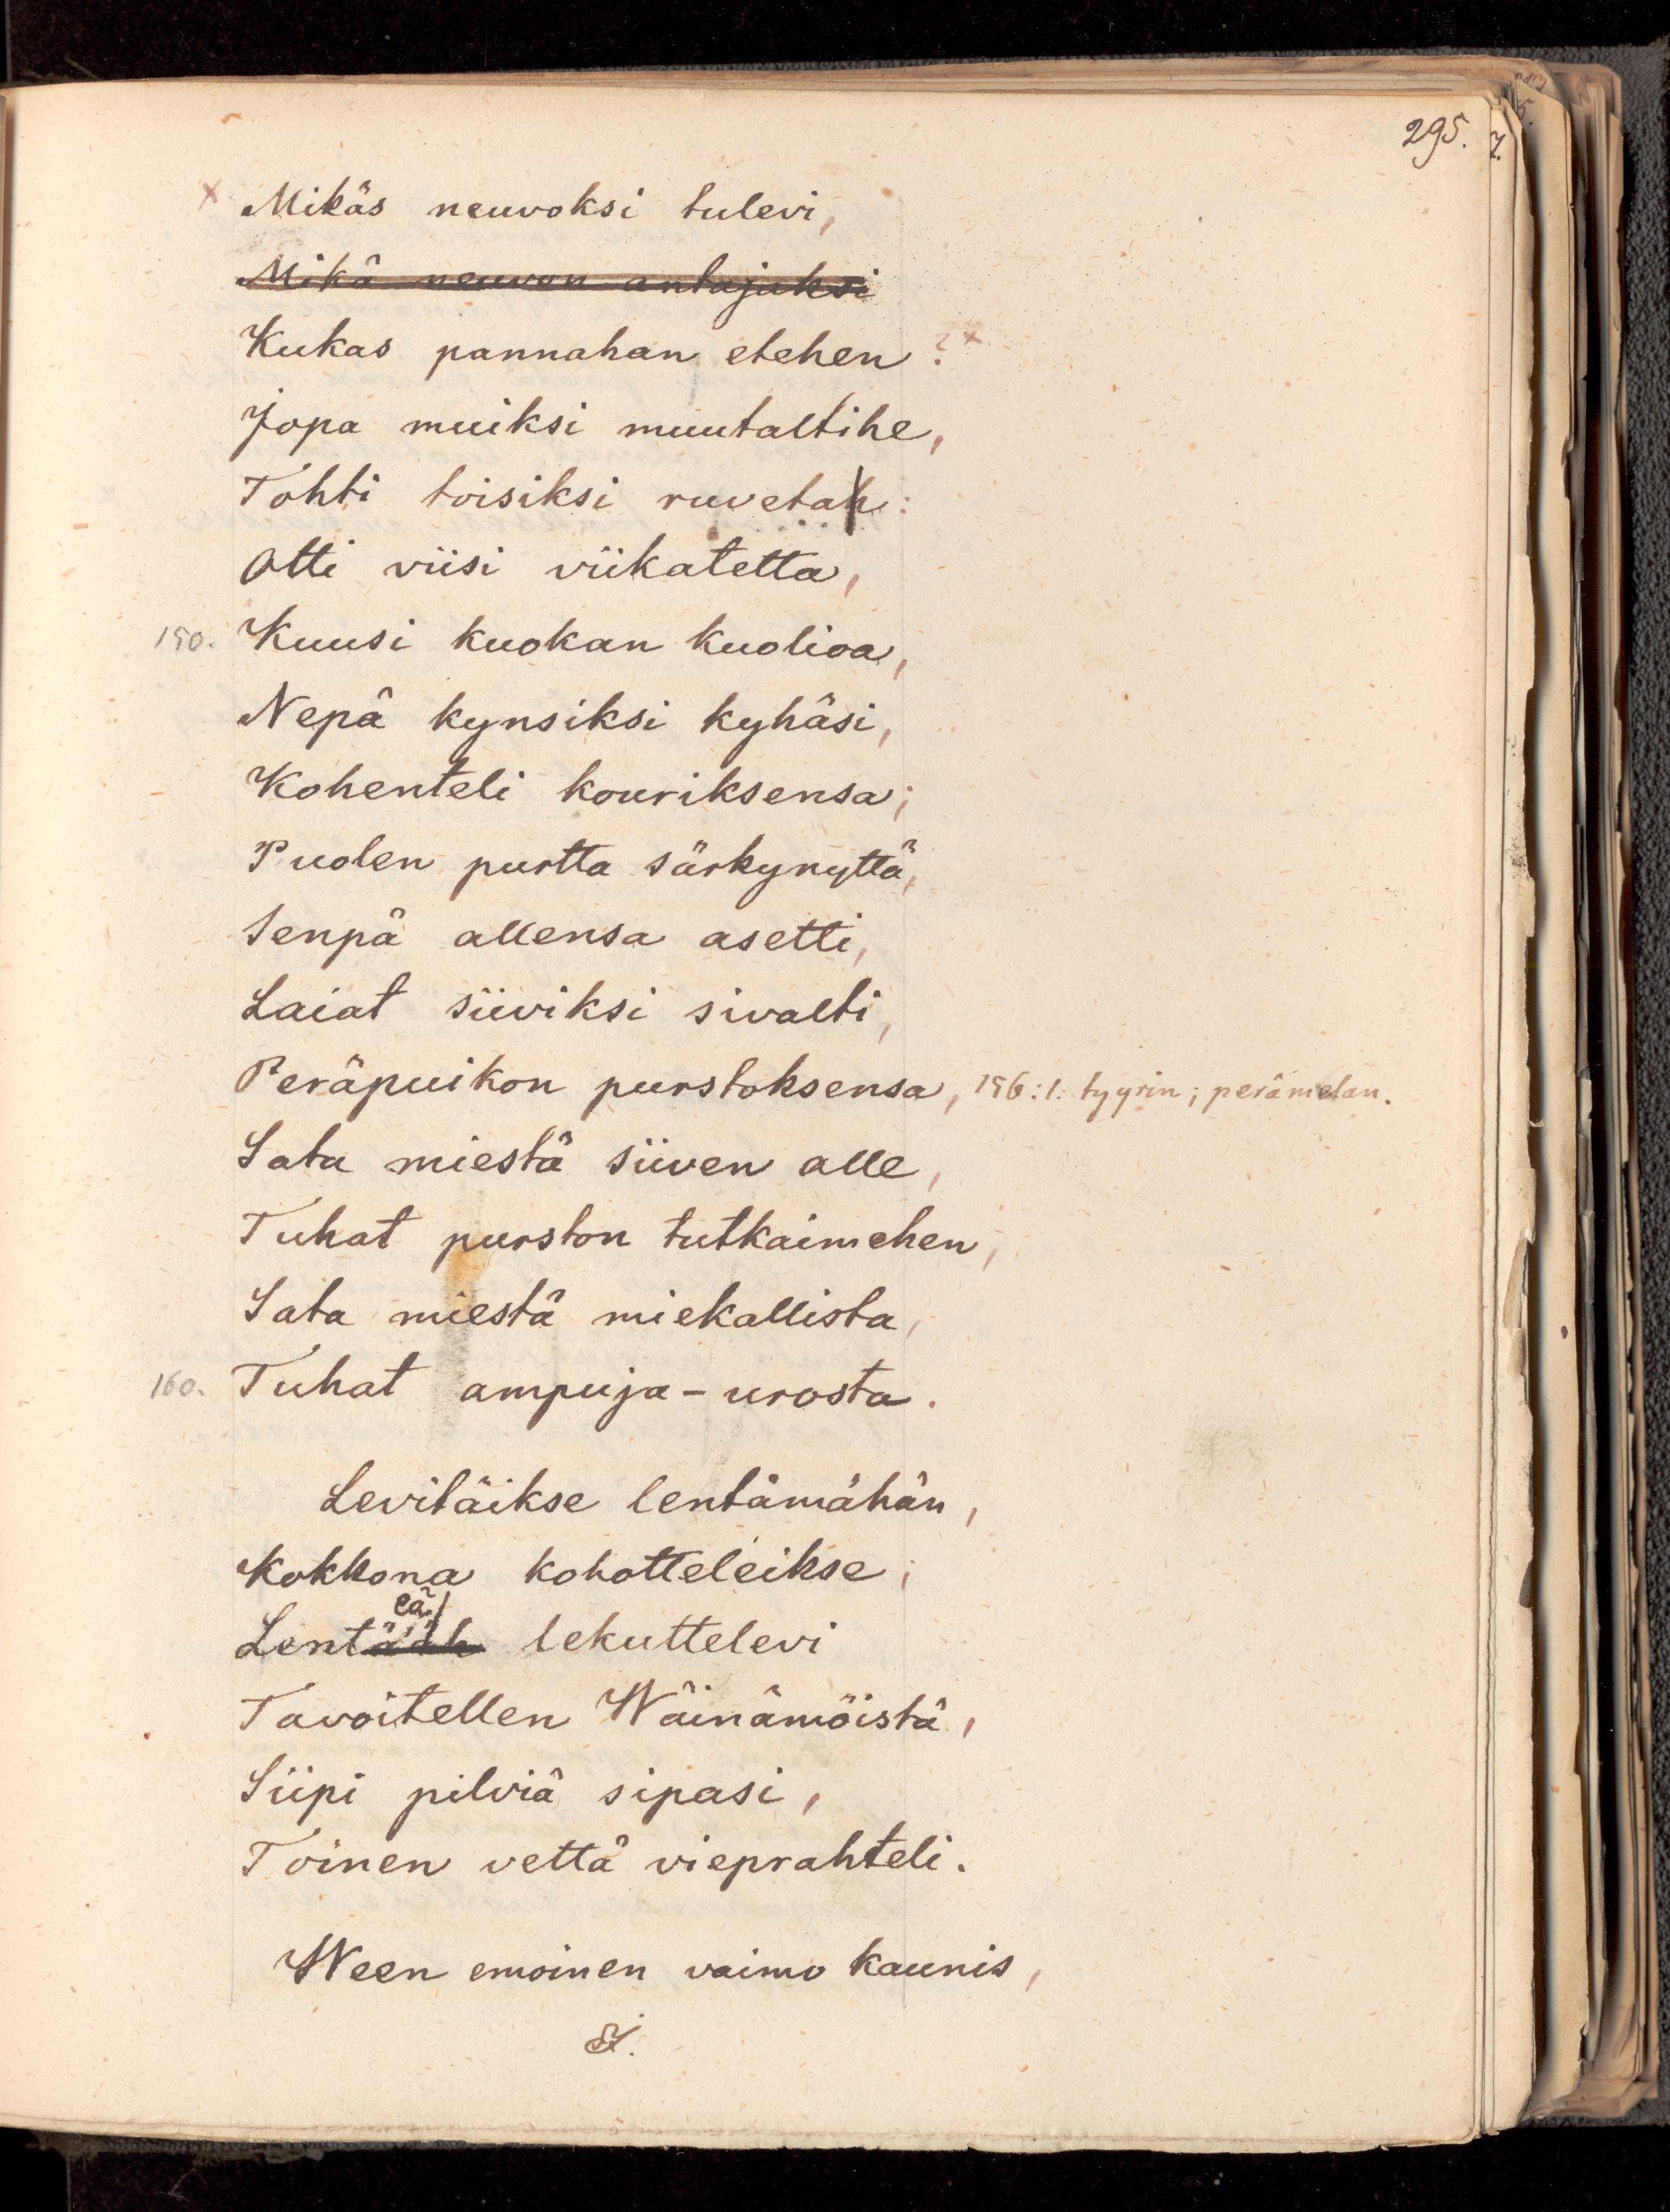 295.
× Mikäs neuvoksi tulevi,
Mikä neuvon antajaksi
Kukas pannahan etehen ? ×
Jopa muiksi muutaltihe,
Tohti toisiksi ruvetah:
Otti viisi viikatetta,
150. Kuusi kuokan kuolioa,
Nepä kynsiksi kyhäsi,
Kohenteli kouriksensa;
Puolen purtta särkynyttä,
Senpä allensa asetti,
Laiat siiviksi sivalti,
Peräpuikon purstoksensa, 156: l. tyyrin; perämelan.
Sata miestä siiven alle,
Tuhat purston tutkaimehen,
Sata miestä miekallista,
160. Tuhat ampuja-urosta.
Levitäikse lentämähän,
Kokkona kohotteleikse;
eä
Lentääh lekuttelevi
Tavoitellen Wäinämöistä,
Siipi pilviä sipasi,
Toinen vettä vieprahteli.
Ween emoinen vaimo kaunis,